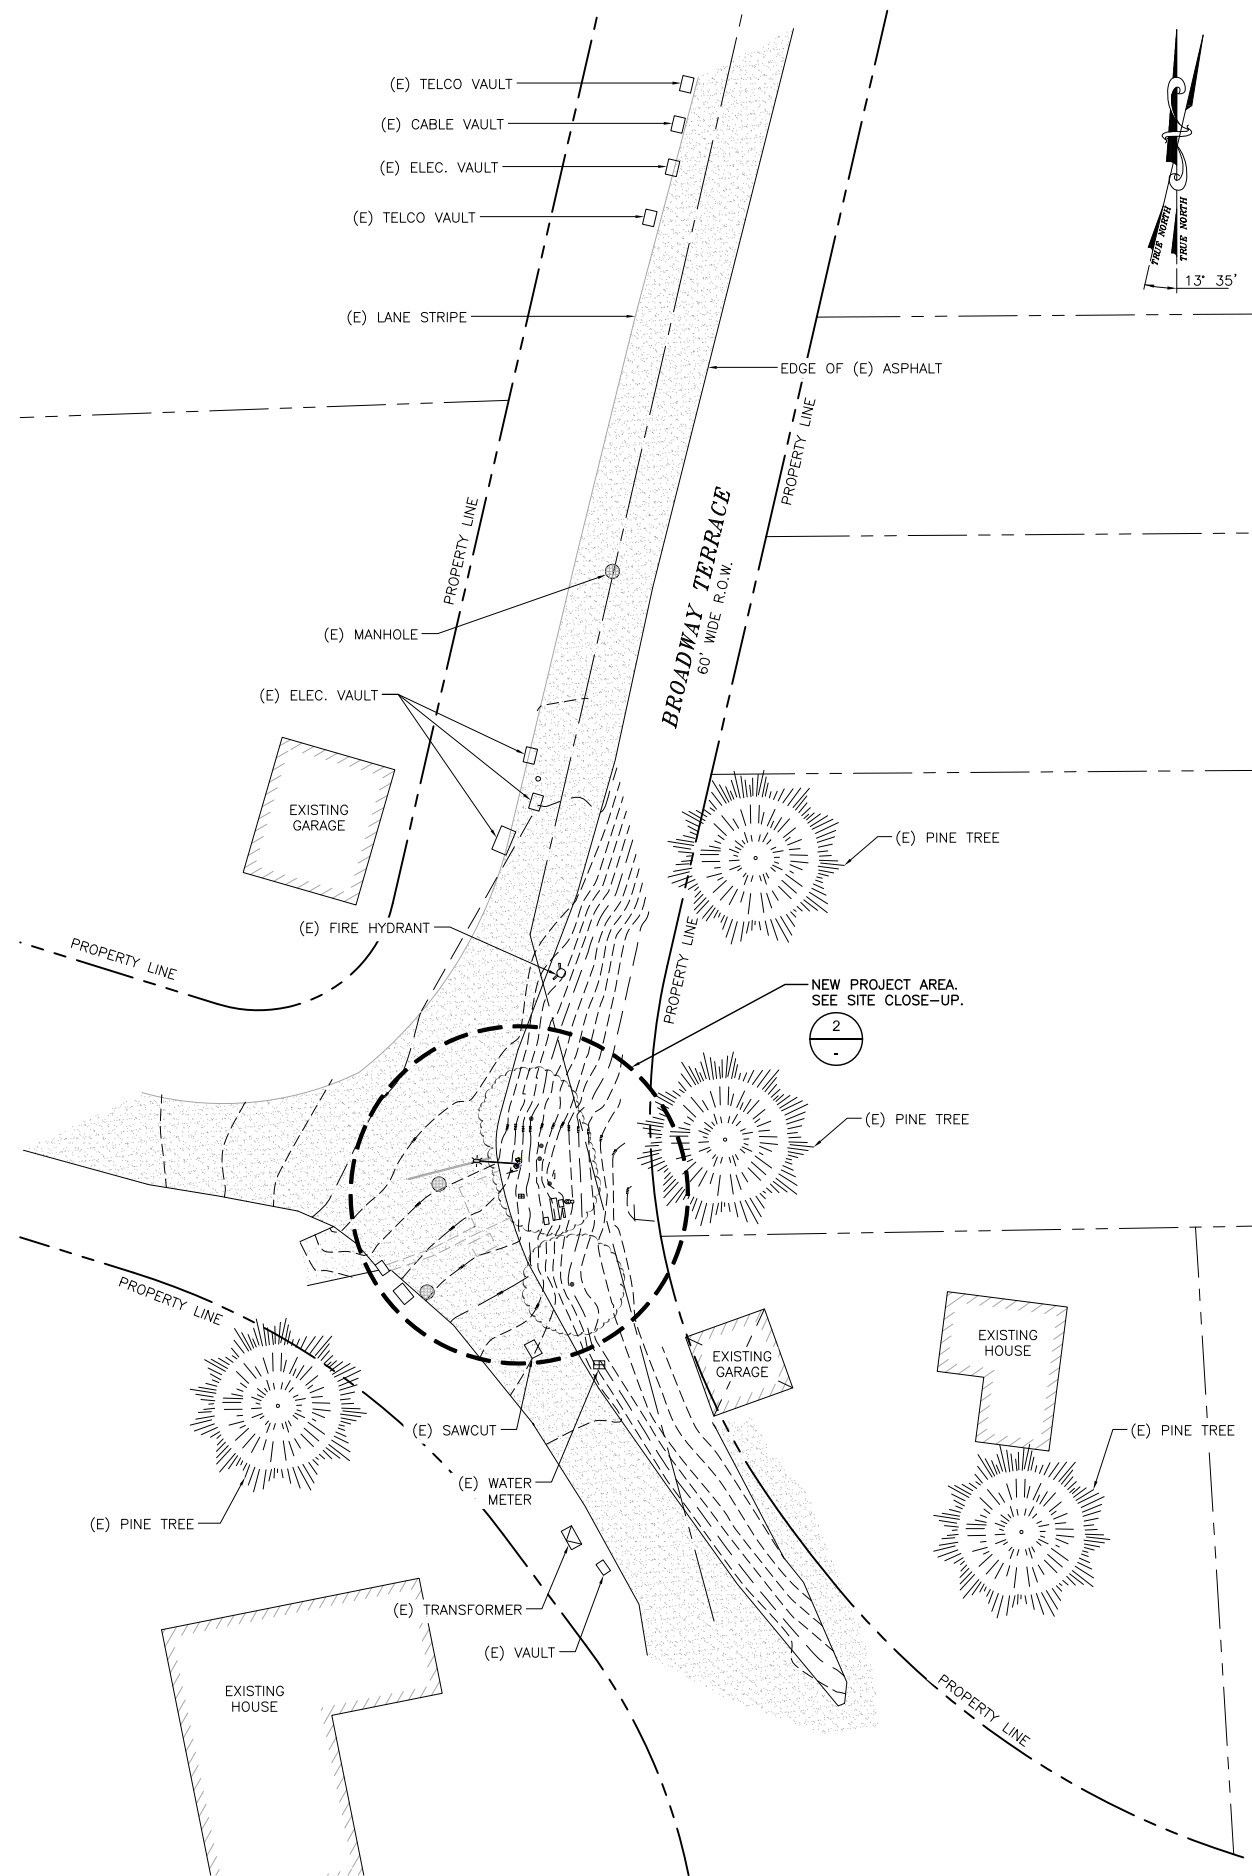 (E) TELCO VAULT
(E) CABLE VAULT
(E) ELEC. VAULT
(E) TELCO VAULT
TRUE NORTH
TRUE NORTH
13° 35'
(E) LANE STRIPE
EDGE OF (E) ASPHALT
PROPERTY LINE
PROPERTY LINE
BROADWAY TERRACE
60' WIDE R.O.W.
(E) MANHOLE
(E) ELEC. VAULT
EXISTING
GARAGE
(E) PINE TREE
(E) FIRE HYDRANT
PROPERTY LINE
PROPERTY LINE
NEW PROJECT AREA.
SEE SITE CLOSE-UP.
2
-
(E) PINE TREE
PROPERTY LINE
EXISTING
HOUSE
EXISTING
GARAGE
(E) SAWCUT
(E) PINE TREE
(E) WATER
METER
(E) PINE TREE
(E) TRANSFORMER
(E) VAULT
EXISTING
HOUSE
PROPERTY LINE